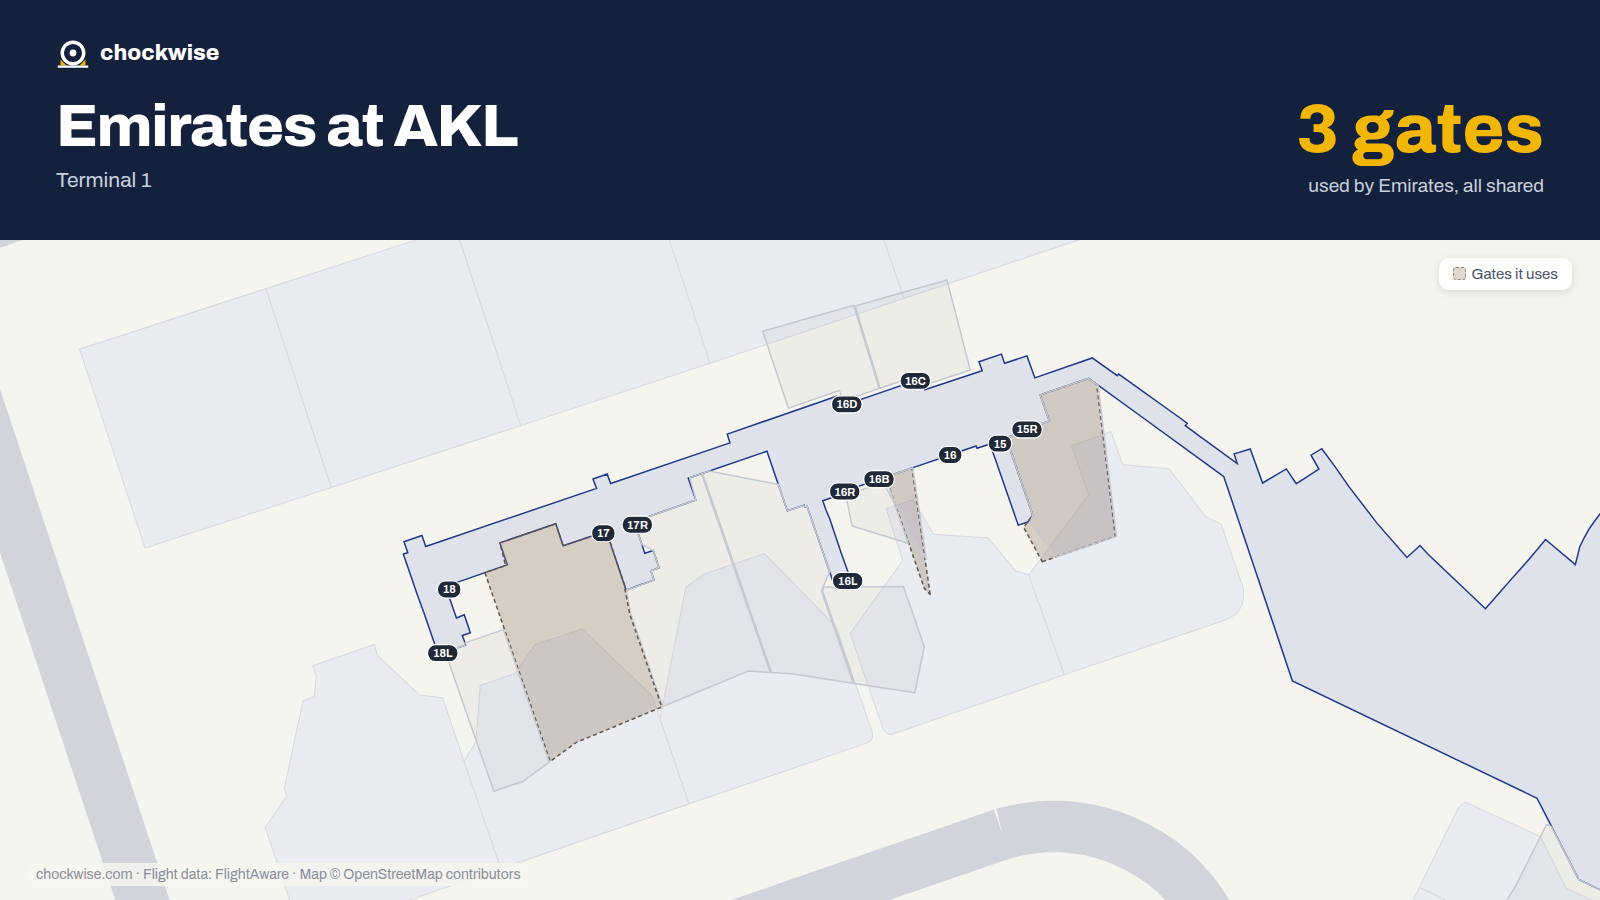 chockwise
Emirates at AKL
Terminal 1
3 gates
used by Emirates, all shared
Gates it uses
16C
16D
15R
15
16
16B
16R
17R
17
16L
18
18L
chockwise.com · Flight data: FlightAware · Map © OpenStreetMap contributors